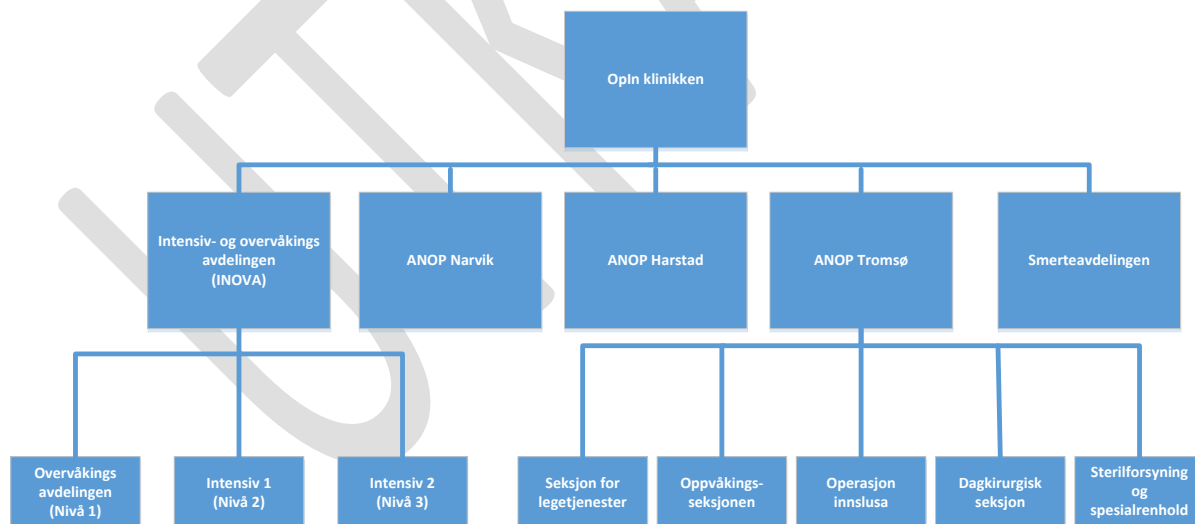 OpIn klinikken
Intensiv- og overvåkings
avdelingen
(INOVA)
ANOP Narvik
ANOP Harstad
ANOP Tromsø
Smerteavdelingen
Overvåkings
avdelingen
(Nivå 1)
Intensiv 1
(Nivå 2)
Intensiv 2
(Nivå 3)
Seksjon for
legetjenester
Oppvåkings-
seksjonen
Operasjon
innslusa
Dagkirurgisk
seksjon
Sterilforsyning
og
spesialrenhold